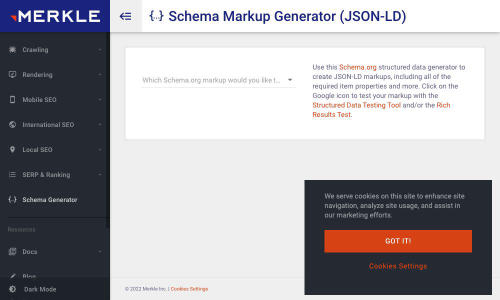 MERKLE
{··} Schema Markup Generator (JSON-LD)
Crawling
Rendering
Mobile SEO
International SEO
Local SEO
SERP & Ranking
{··} Schema Generator
Resources
Docs
Blog
Dark Mode
Which Schema.org markup would you like t...
Use this Schema.org structured data generator to
create JSON-LD markups, including all of the
required item properties and more. Click on the
Google icon to test your markup with the
Structured Data Testing Tool and/or the Rich
Results Test.
We serve cookies on this site to enhance site
navigation, analyze site usage, and assist in
our marketing efforts.
GOT IT!
Cookies Settings
© 2022 Merkle Inc. | Cookies Settings